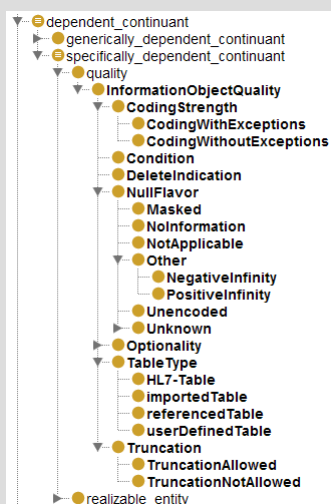 dependent_continuant
generically_dependent_continuant
specifically_dependent_continuant
quality
InformationObjectQuality
CodingStrength
CodingWithExceptions
CodingWithoutExceptions
Condition
DeleteIndication
NullFlavor
Masked
NoInformation
NotApplicable
Other
NegativeInfinity
PositiveInfinity
Unencoded
Unknown
Optionality
TableType
HL7-Table
importedTable
referencedTable
userDefinedTable
Truncation
TruncationAllowed
TruncationNotAllowed
realizable_entity